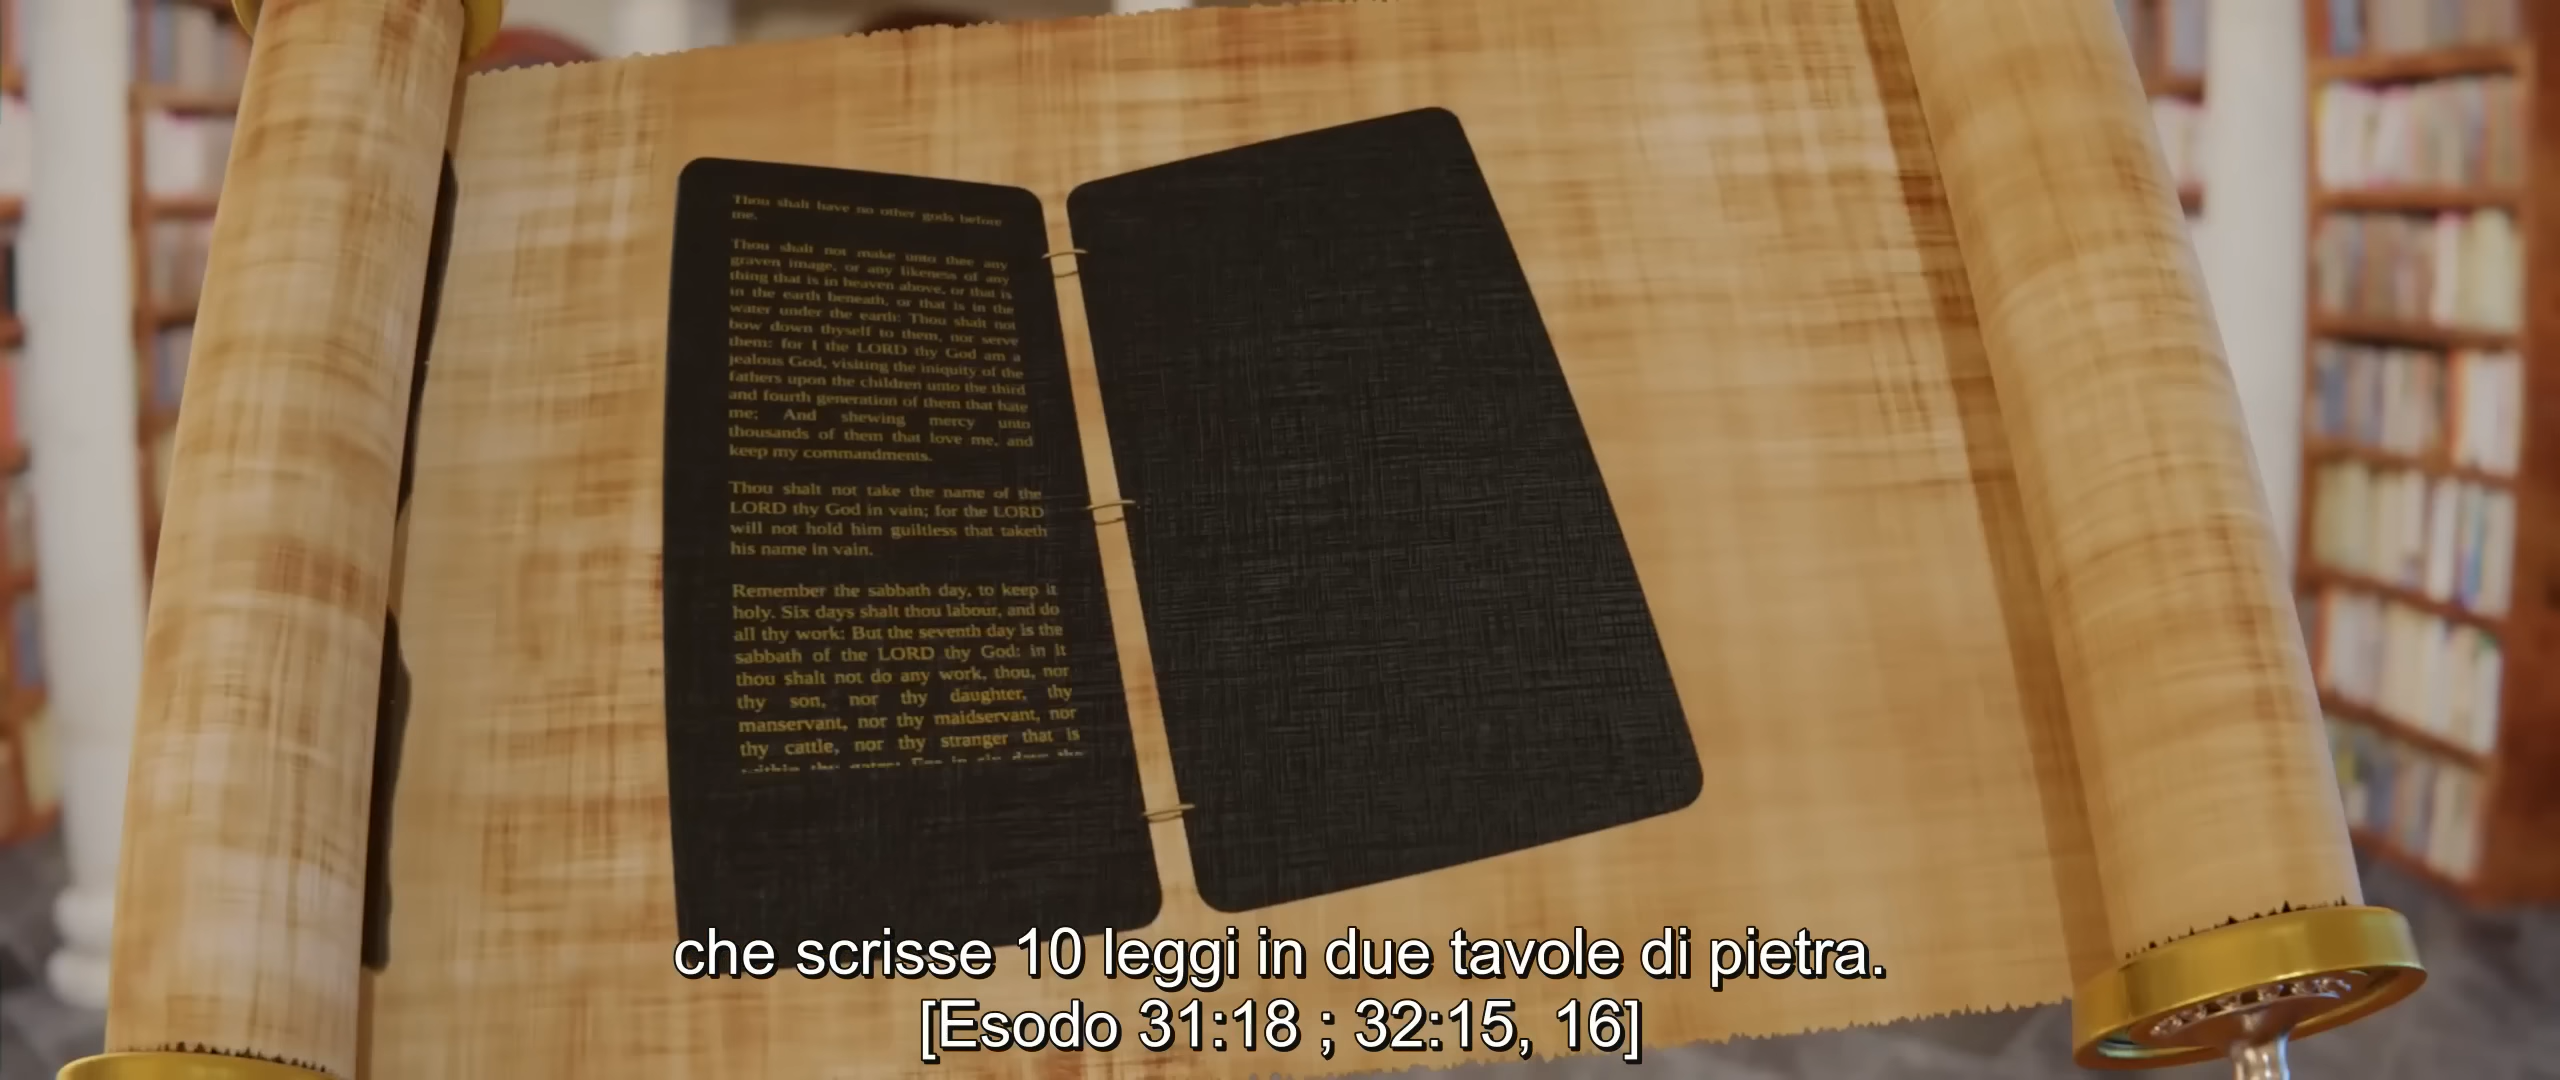 Thou shalt have no other gods before
me.
Thou shalt not make unto thee any
graven image, or any likeness of any
thing that is in heaven above, or that is
in the earth beneath, or that is in the
water under the earth: Thou shalt not
bow down thyself to them, nor serve
them: for I the LORD thy God am a
jealous God, visiting the iniquity of the
fathers upon the children unto the third
and fourth generation of them that hate
me; And shewing mercy unto
thousands of them that love me, and
keep my commandments.
Thou shalt not take the name of the
LORD thy God in vain; for the LORD
will not hold him guiltless that taketh
his name in vain.
Remember the sabbath day, to keep it
holy. Six days shalt thou labour, and do
all thy work: But the seventh day is the
sabbath of the LORD thy God: in it
thou shalt not do any work, thou, nor
thy son, nor thy daughter, thy
manservant, nor thy maidservant, nor
thy cattle, nor thy stranger that is
within thy gates: For in six days the
che scrisse 10 leggi in due tavole di pietra.
[Esodo 31:18 ; 32:15, 16]